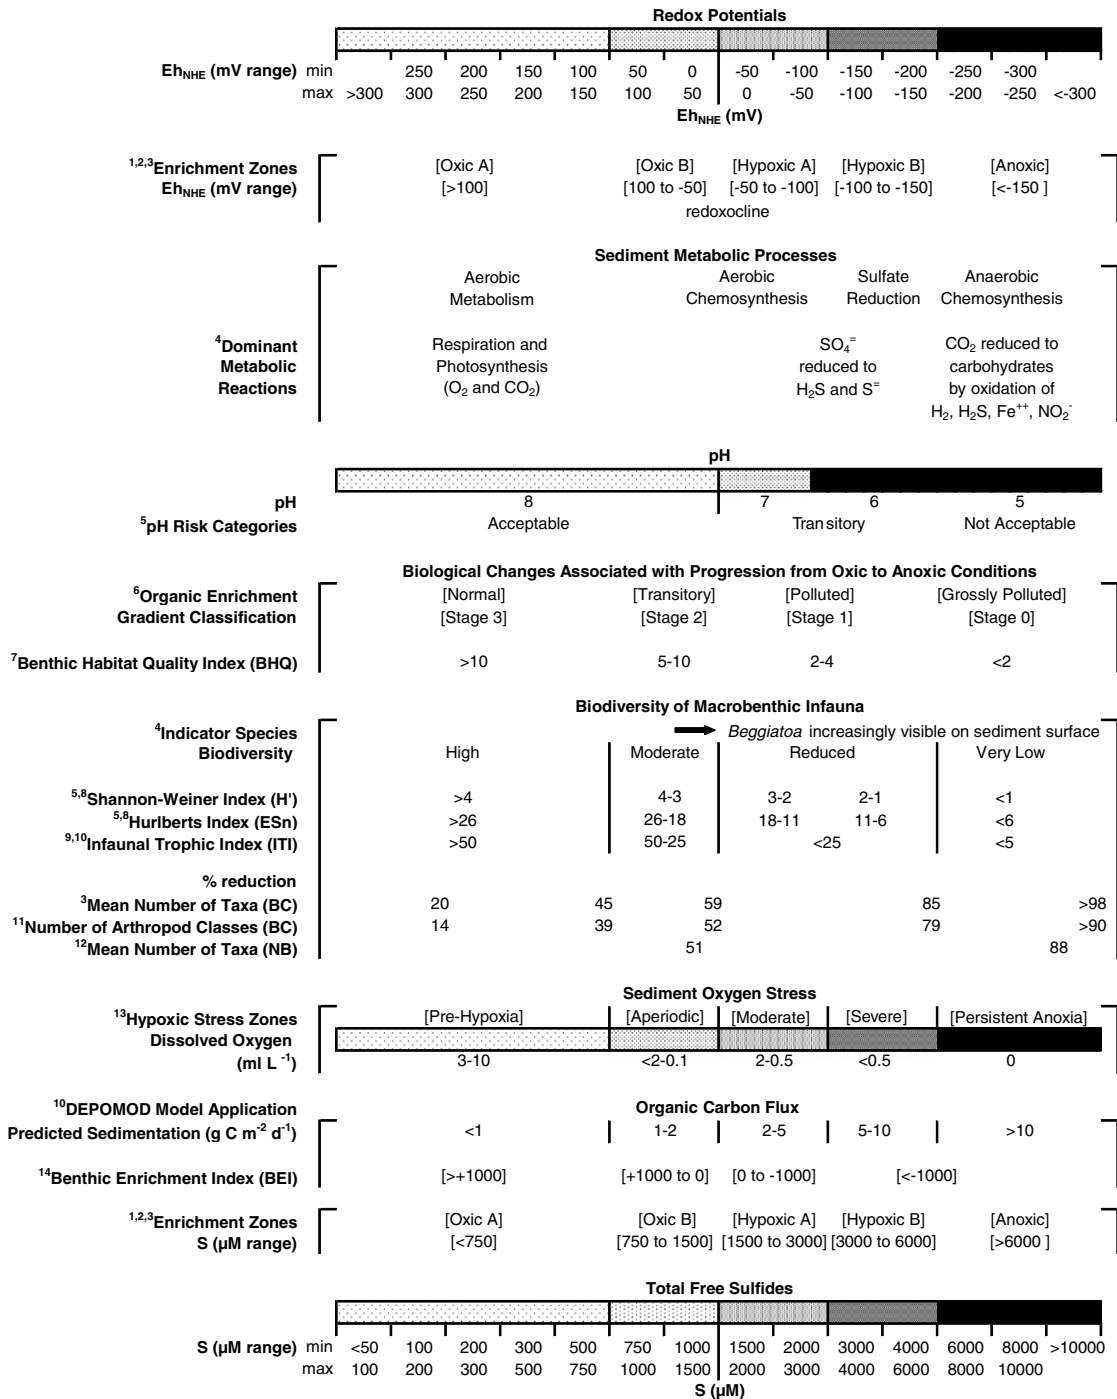 Redox Potentials
Eh_NHE (mV range) min 250 200 150 100 50 0 -50 -100 -150 -200 -250 -300
max >300 300 250 200 150 100 50 0 -50 -100 -150 -200 -250 <-300
Eh_NHE (mV)
1,2,3Enrichment Zones [Oxic A] [Oxic B] [Hypoxic A] [Hypoxic B] [Anoxic]
Eh_NHE (mV range) [>100] [100 to -50] [-50 to -100] [-100 to -150] [<-150 ]
redoxocline
Sediment Metabolic Processes
Aerobic Aerobic Sulfate Anaerobic
Metabolism Chemosynthesis Reduction Chemosynthesis
4Dominant Respiration and SO4= CO2 reduced to
Metabolic Photosynthesis reduced to carbohydrates
Reactions (O2 and CO2) H2S and S= by oxidation of
H2, H2S, Fe++, NO2-
pH
pH 8 7 6 5
5pH Risk Categories Acceptable Transitory Not Acceptable
Biological Changes Associated with Progression from Oxic to Anoxic Conditions
6Organic Enrichment [Normal] [Transitory] [Polluted] [Grossly Polluted]
Gradient Classification [Stage 3] [Stage 2] [Stage 1] [Stage 0]
7Benthic Habitat Quality Index (BHQ) >10 5-10 2-4 <2
Biodiversity of Macrobenthic Infauna
4Indicator Species Beggiatoa increasingly visible on sediment surface
Biodiversity High Moderate Reduced Very Low
5,8Shannon-Weiner Index (H') >4 4-3 3-2 2-1 <1
5,8Hurlberts Index (ESn) >26 26-18 18-11 11-6 <6
9,10Infaunal Trophic Index (ITI) >50 50-25 <25 <5
% reduction
3Mean Number of Taxa (BC) 20 45 59 85 >98
11Number of Arthropod Classes (BC) 14 39 52 79 >90
12Mean Number of Taxa (NB) 51 88
Sediment Oxygen Stress
13Hypoxic Stress Zones [Pre-Hypoxia] [Aperiodic] [Moderate] [Severe] [Persistent Anoxia]
Dissolved Oxygen
(ml L -1) 3-10 <2-0.1 2-0.5 <0.5 0
10DEPOMOD Model Application Organic Carbon Flux
Predicted Sedimentation (g C m-2 d-1) <1 1-2 2-5 5-10 >10
14Benthic Enrichment Index (BEI) [>+1000] [+1000 to 0] [0 to -1000] [<-1000]
1,2,3Enrichment Zones [Oxic A] [Oxic B] [Hypoxic A] [Hypoxic B] [Anoxic]
S (µM range) [<750] [750 to 1500] [1500 to 3000] [3000 to 6000] [>6000 ]
Total Free Sulfides
S (µM range) min <50 100 200 300 500 750 1000 1500 2000 3000 4000 6000 8000 >10000
max 100 200 300 500 750 1000 1500 2000 3000 4000 6000 8000 10000
S (µM)